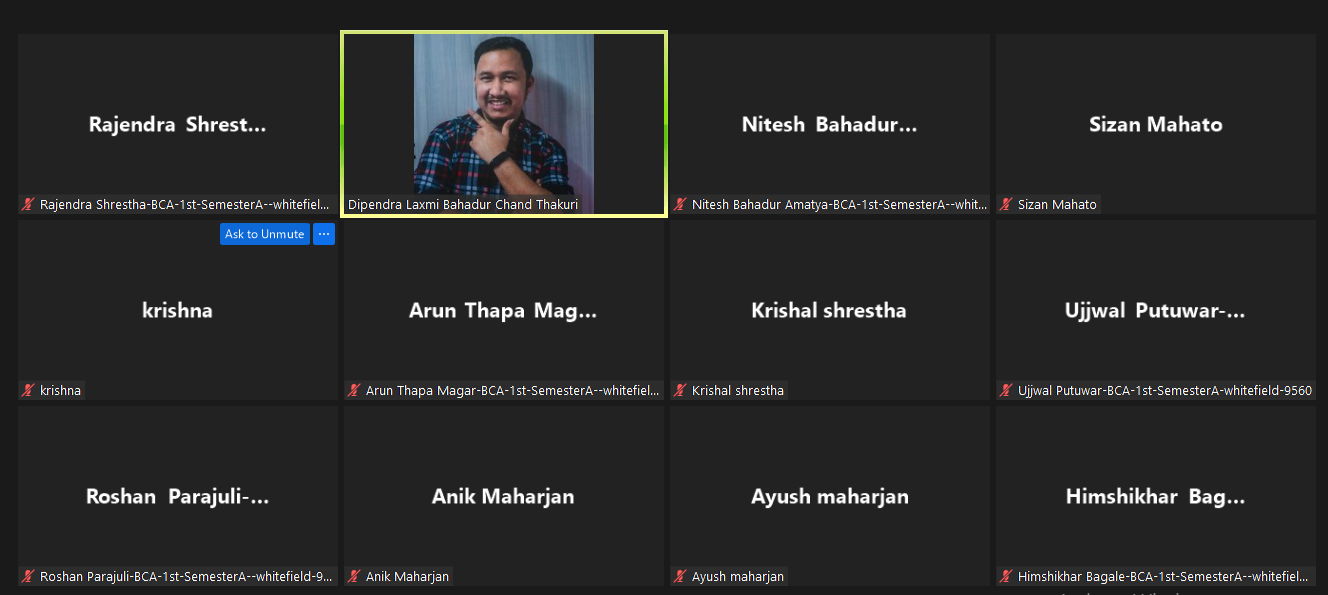 Rajendra Shrest...
Nitesh Bahadur...
Sizan Mahato
Rajendra Shrestha-BCA-1st-SemesterA--whitefiel...
Dipendra Laxmi Bahadur Chand Thakuri
Nitesh Bahadur Amatya-BCA-1st-SemesterA--whit...
Sizan Mahato
Ask to Unmute ...
krishna
Arun Thapa Mag...
Krishal shrestha
Ujjwal Putuwar-...
krishna
Arun Thapa Magar-BCA-1st-SemesterA--whitefiel...
Krishal shrestha
Ujjwal Putuwar-BCA-1st-SemesterA-whitefield-9560
Roshan Parajuli-...
Anik Maharjan
Ayush maharjan
Himshikhar Bag...
Roshan Parajuli-BCA-1st-SemesterA--whitefield-9...
Anik Maharjan
Ayush maharjan
Himshikhar Bagale-BCA-1st-SemesterA--whitefiel...